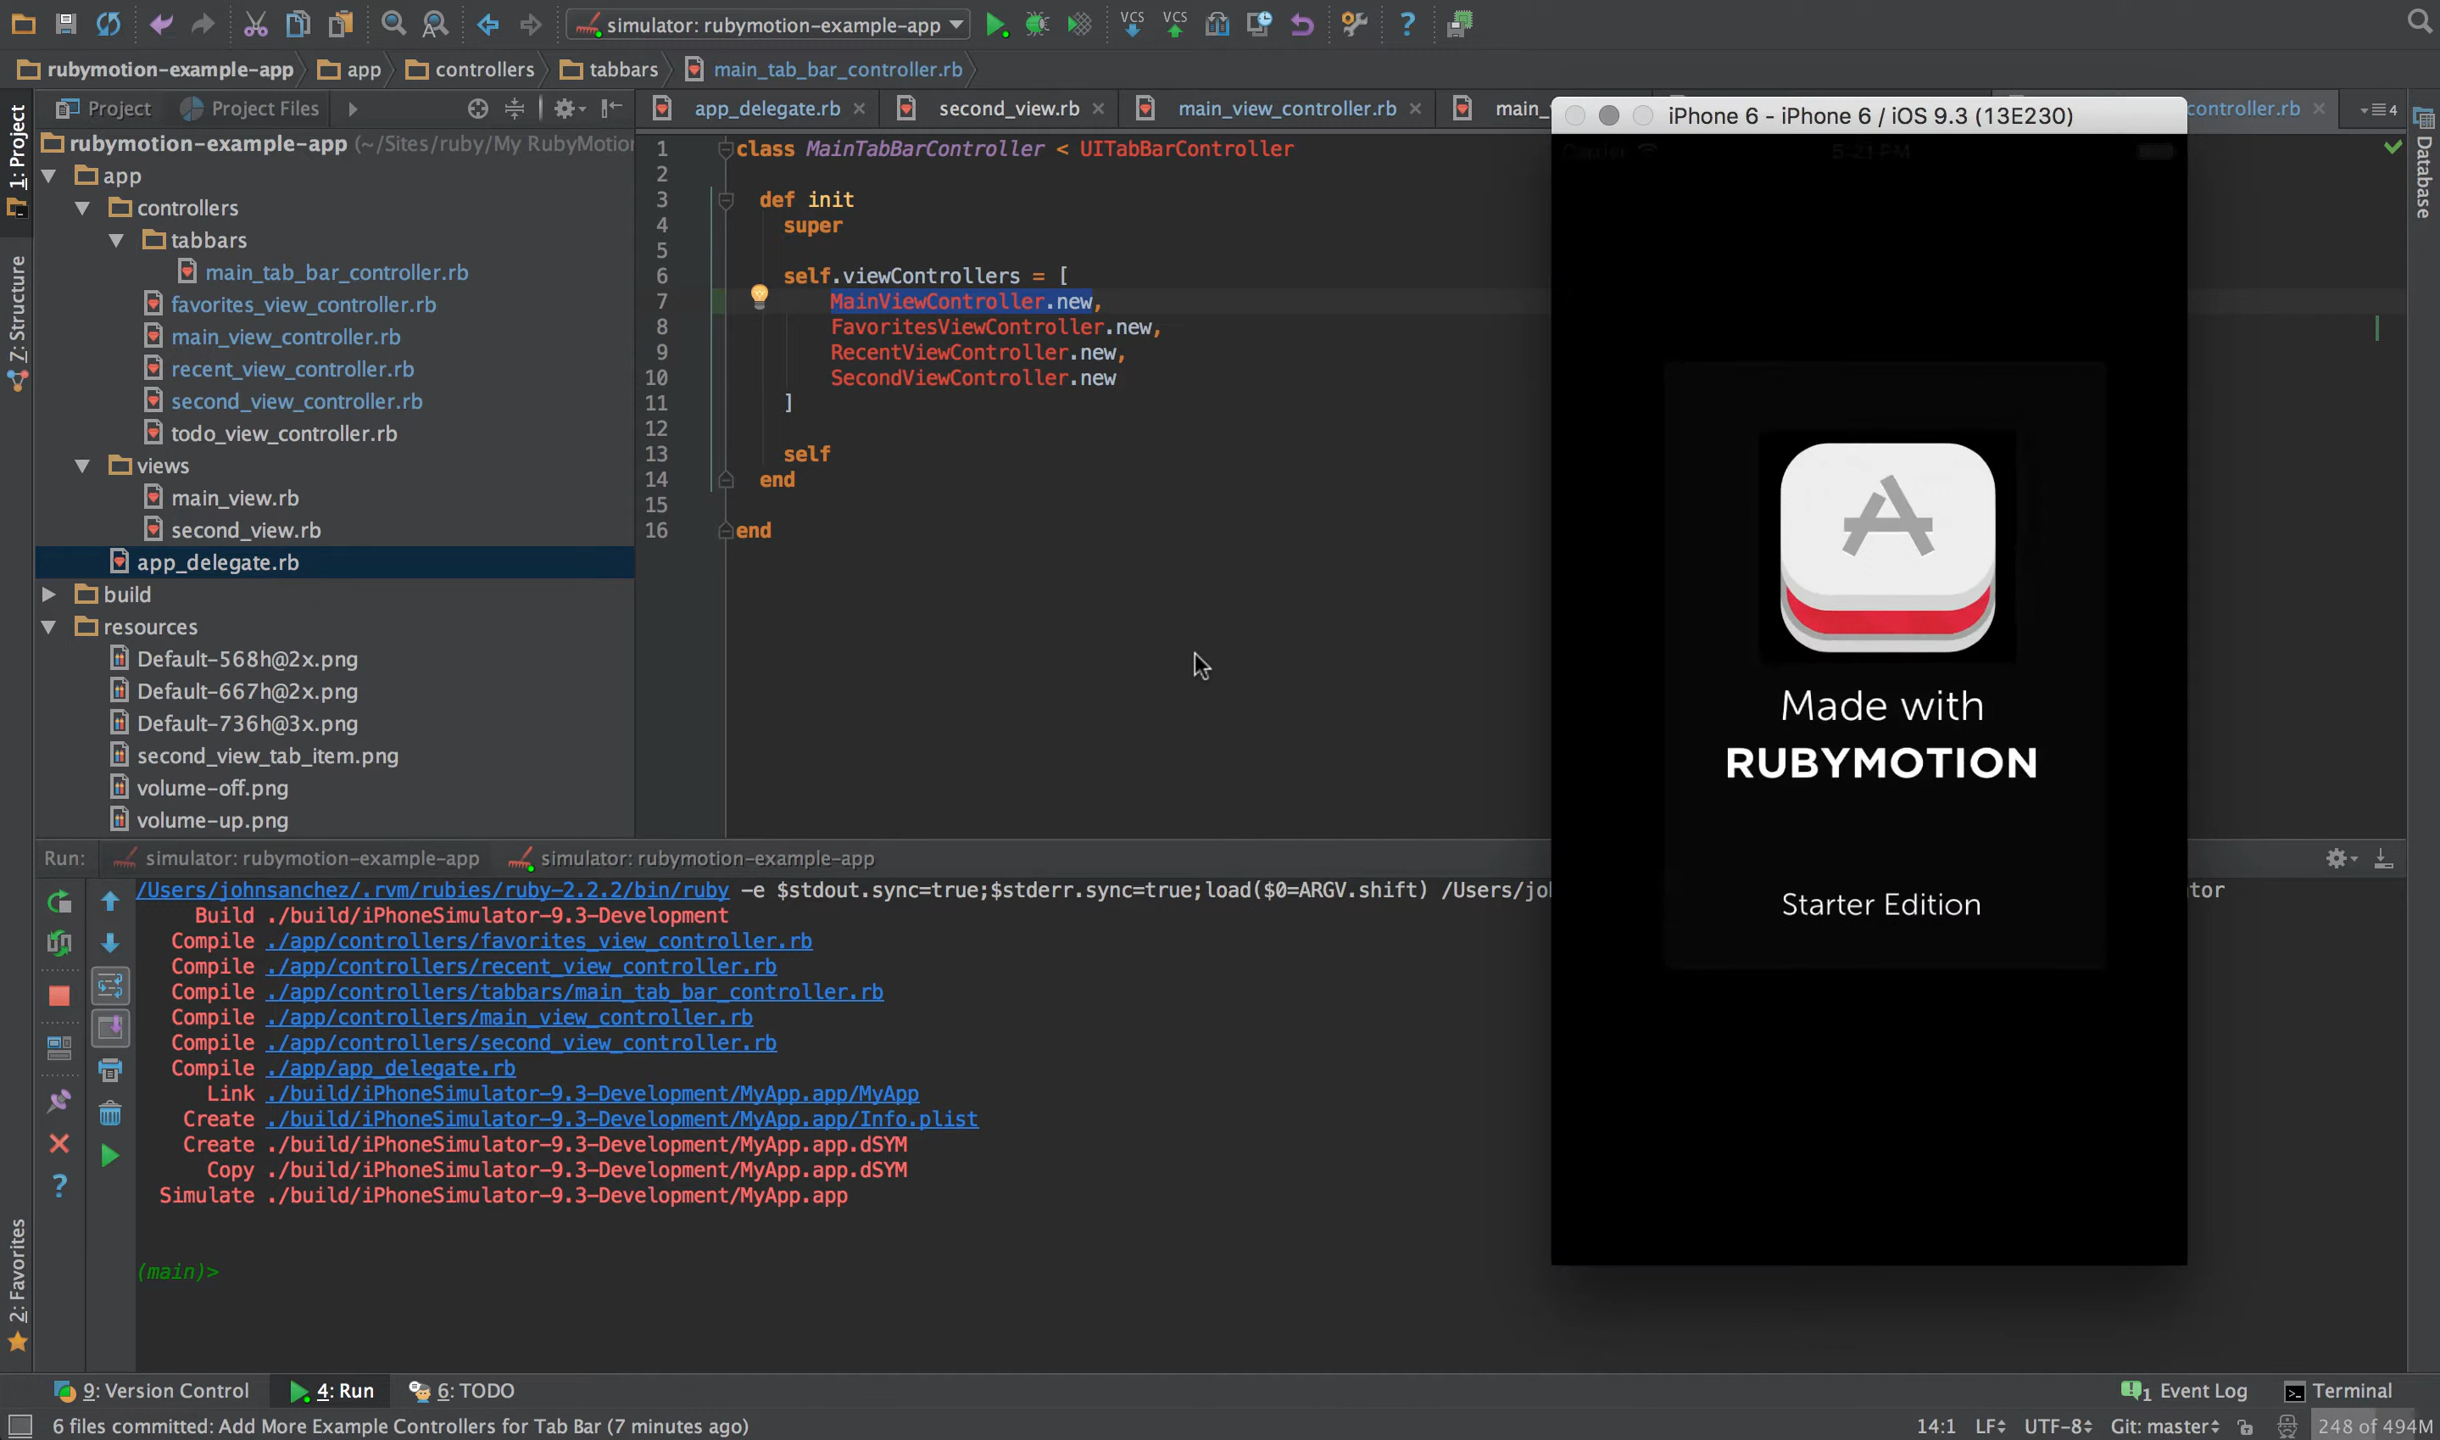 simulator: rubymotion-example-app
VCS VCS
?
rubymotion-example-app app controllers tabbars main_tab_bar_controller.rb
1: Project
7: Structure
2: Favorites
Project Project Files
rubymotion-example-app (~/Sites/ruby/My RubyMotion
app
controllers
tabbars
main_tab_bar_controller.rb
favorites_view_controller.rb
main_view_controller.rb
recent_view_controller.rb
second_view_controller.rb
todo_view_controller.rb
views
main_view.rb
second_view.rb
app_delegate.rb
build
resources
Default-568h@2x.png
Default-667h@2x.png
Default-736h@3x.png
second_view_tab_item.png
volume-off.png
volume-up.png
app_delegate.rb second_view.rb main_view_controller.rb main_ controller.rb 4
1 class MainTabBarController < UITabBarController
2
3 def init
4 super
5
6 self.viewControllers = [
7 MainViewController.new,
8 FavoritesViewController.new,
9 RecentViewController.new,
10 SecondViewController.new
11 ]
12
13 self
14 end
15
16 end
Database
iPhone 6 - iPhone 6 / iOS 9.3 (13E230)
Carrier 5:21 PM
Made with
RUBYMOTION
Starter Edition
Run: simulator: rubymotion-example-app simulator: rubymotion-example-app
/Users/johnsanchez/.rvm/rubies/ruby-2.2.2/bin/ruby -e $stdout.sync=true;$stderr.sync=true;load($0=ARGV.shift) /Users/jo tor
Build ./build/iPhoneSimulator-9.3-Development
Compile ./app/controllers/favorites_view_controller.rb
Compile ./app/controllers/recent_view_controller.rb
Compile ./app/controllers/tabbars/main_tab_bar_controller.rb
Compile ./app/controllers/main_view_controller.rb
Compile ./app/controllers/second_view_controller.rb
Compile ./app/app_delegate.rb
Link ./build/iPhoneSimulator-9.3-Development/MyApp.app/MyApp
Create ./build/iPhoneSimulator-9.3-Development/MyApp.app/Info.plist
Create ./build/iPhoneSimulator-9.3-Development/MyApp.app.dSYM
Copy ./build/iPhoneSimulator-9.3-Development/MyApp.app.dSYM
Simulate ./build/iPhoneSimulator-9.3-Development/MyApp.app
(main)>
?
9: Version Control 4: Run 6: TODO 1 Event Log Terminal
6 files committed: Add More Example Controllers for Tab Bar (7 minutes ago) 14:1 LF UTF-8 Git: master 248 of 494M